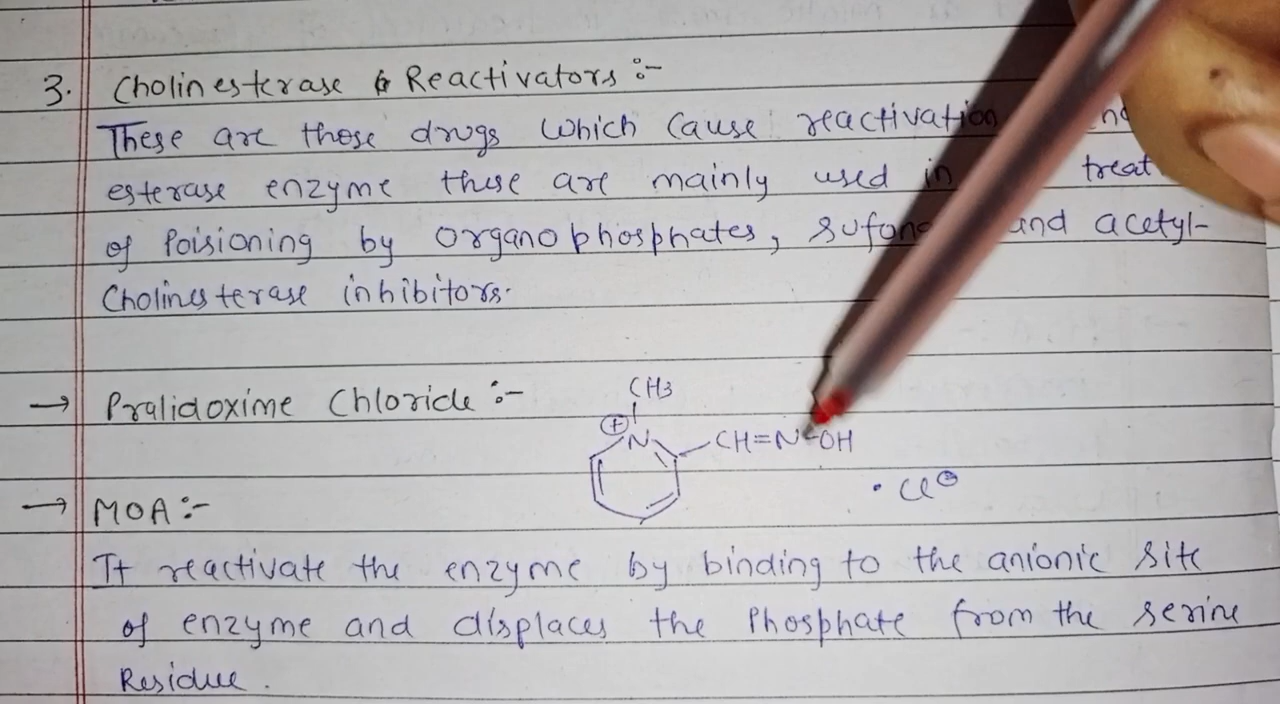 3. Cholinesterase Reactivators :-
These are those drugs which cause reactivation
esterase enzyme these are mainly used in treat
of Poisioning by organophosphates, and acetyl-
Cholinesterase inhibitors.
→ Pralidoxime Chloride :-
CH3
⊕
N CH=N-OH
. Cl⊖
→ MOA :-
It reactivate the enzyme by binding to the anionic site
of enzyme and displaces the Phosphate from the serine
Residue.